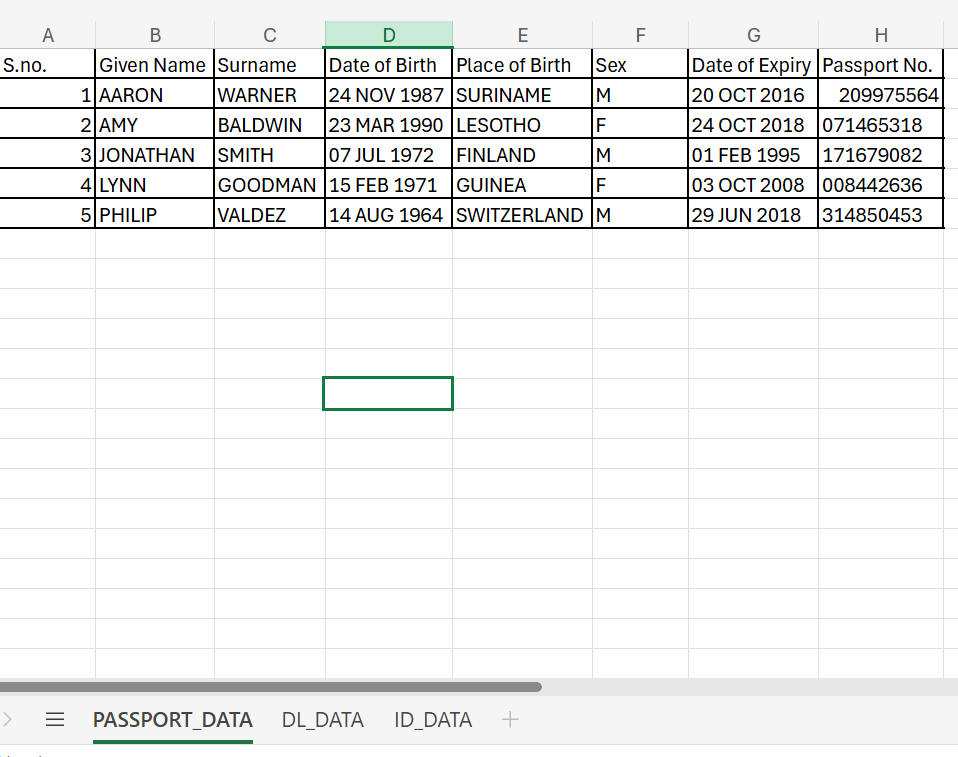 A B C D E F G H
S.no. Given Name Surname Date of Birth Place of Birth Sex Date of Expiry Passport No.
1 AARON WARNER 24 NOV 1987 SURINAME M 20 OCT 2016 209975564
2 AMY BALDWIN 23 MAR 1990 LESOTHO F 24 OCT 2018 071465318
3 JONATHAN SMITH 07 JUL 1972 FINLAND M 01 FEB 1995 171679082
4 LYNN GOODMAN 15 FEB 1971 GUINEA F 03 OCT 2008 008442636
5 PHILIP VALDEZ 14 AUG 1964 SWITZERLAND M 29 JUN 2018 314850453
PASSPORT_DATA DL_DATA ID_DATA